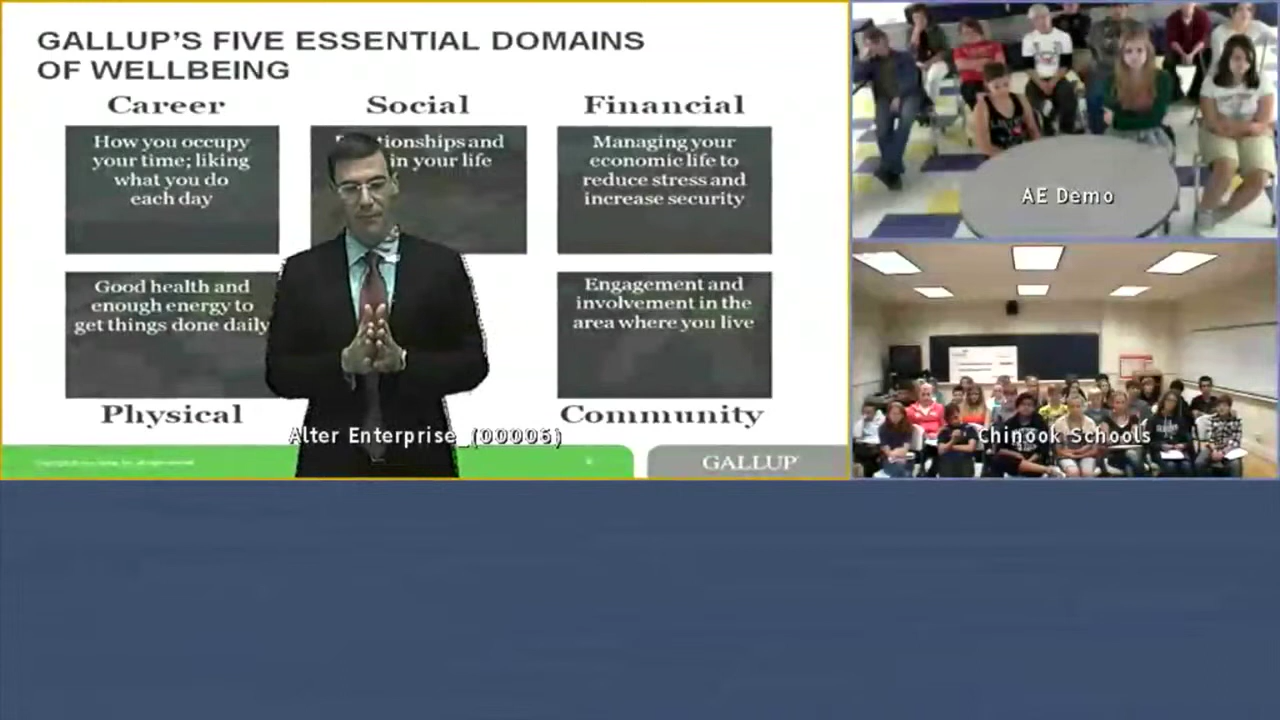 GALLUP'S FIVE ESSENTIAL DOMAINS
OF WELLBEING
Career
Social
Financial
How you occupy
your time; liking
what you do
each day
and
in your life
Managing your
economic life to
reduce stress and
increase security
Good health and
enough energy to
get things done daily
Engagement and
involvement in the
area where you live
Physical
Community
Alter Enterprise (00006)
GALLUP
AE Demo
Chinook Schools